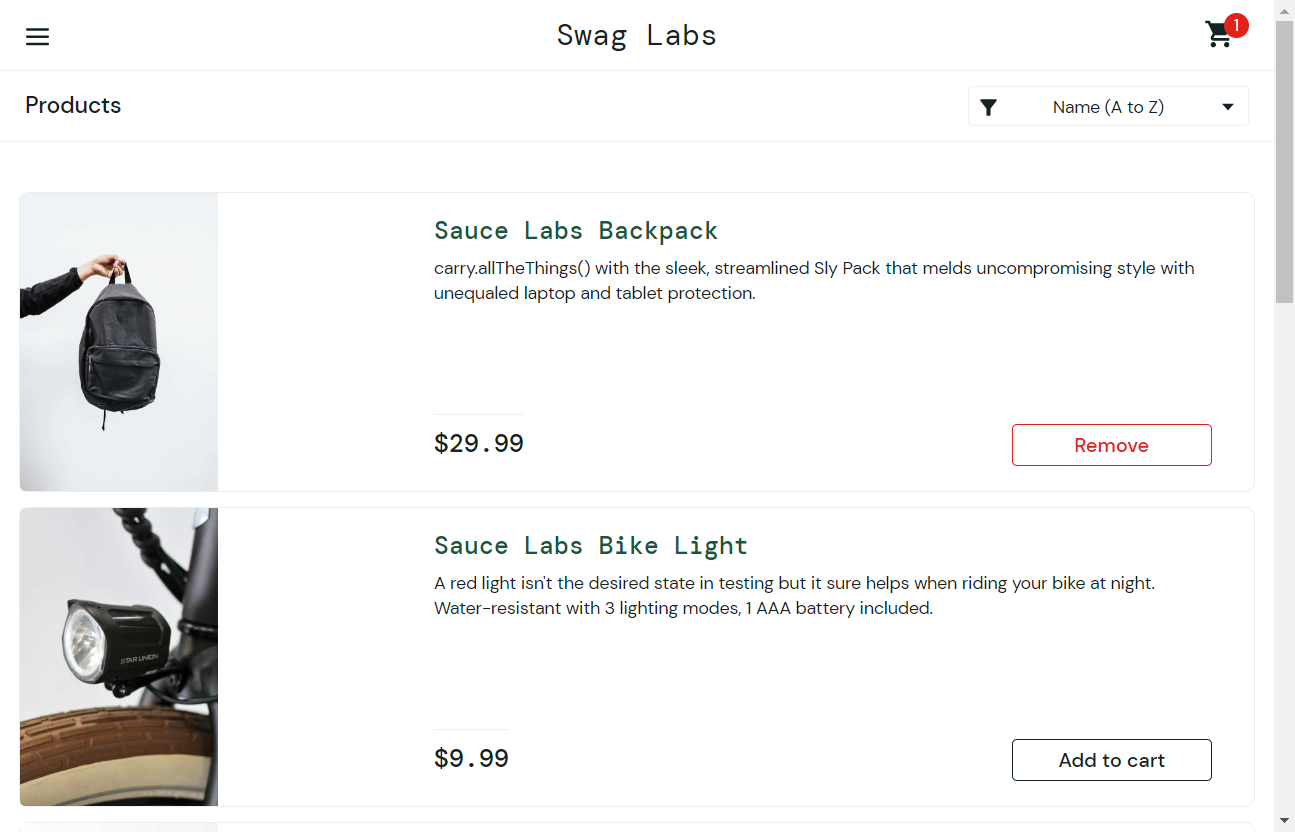 Swag Labs
1
Products
Name (A to Z)
Sauce Labs Backpack
carry.allTheThings() with the sleek, streamlined Sly Pack that melds uncompromising style with
unequaled laptop and tablet protection.
$29.99
Remove
Sauce Labs Bike Light
A red light isn't the desired state in testing but it sure helps when riding your bike at night.
Water-resistant with 3 lighting modes, 1 AAA battery included.
STAR UNION
$9.99
Add to cart